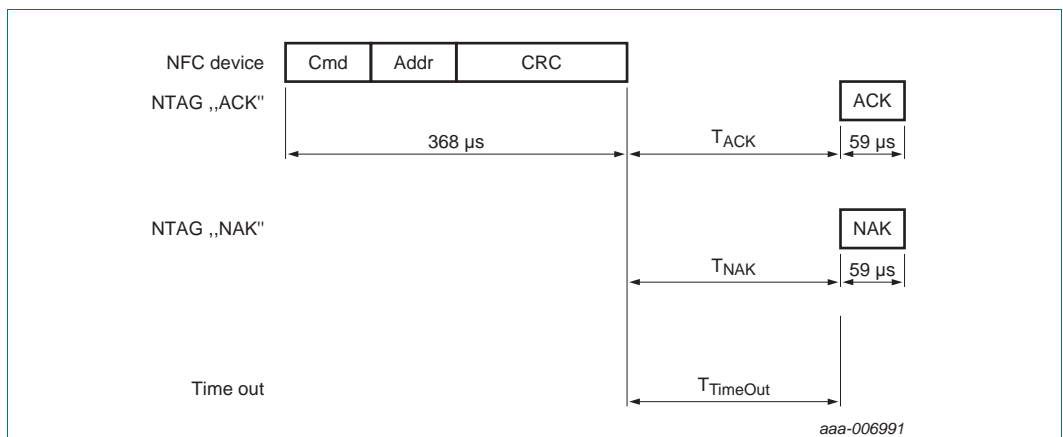 NFC device Cmd Addr CRC
NTAG ,,ACK" ACK
368 µs TACK 59 µs
NTAG ,,NAK" NAK
TNAK 59 µs
Time out TTimeOut
aaa-006991